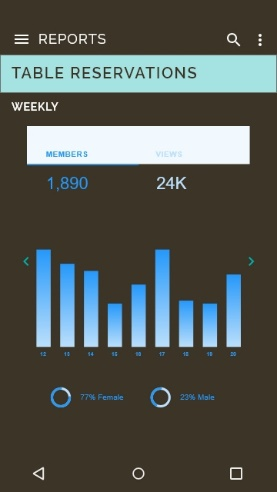 REPORTS
TABLE RESERVATIONS
WEEKLY
MEMBERS VIEWS
1,890 24K
12 13 14 15 16 17 18 19 20
77% Female 23% Male